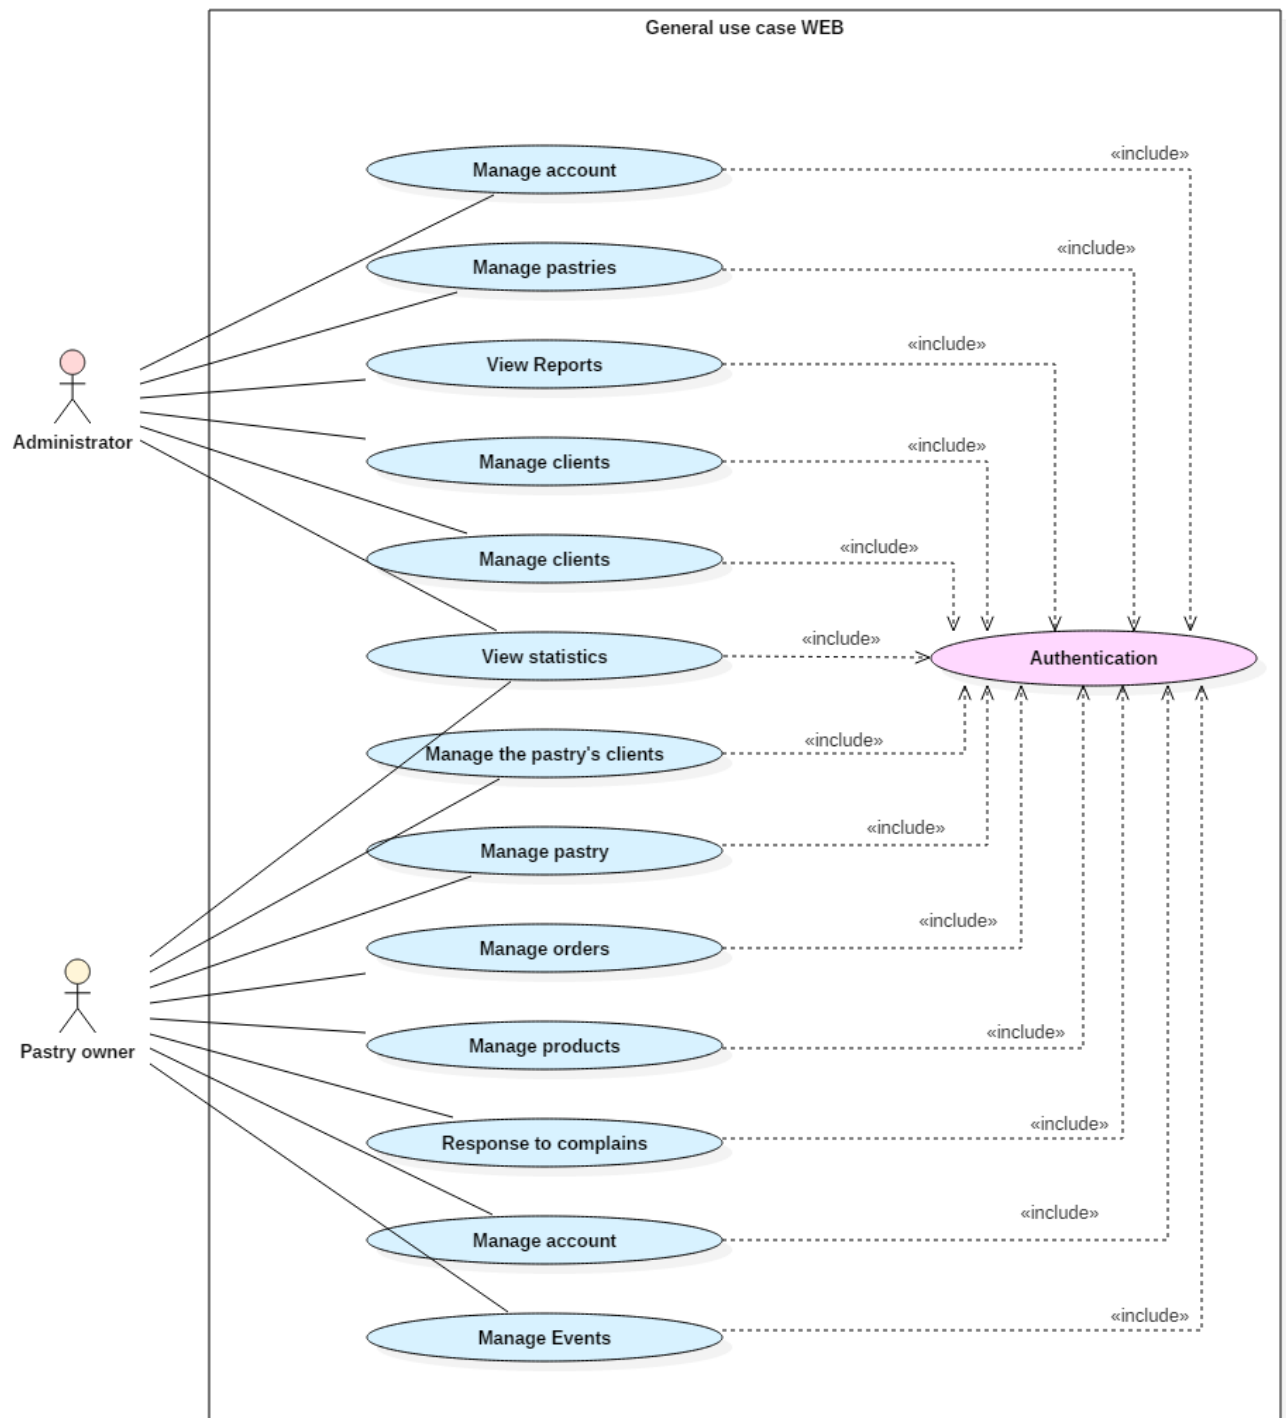 General use case WEB
Manage account
«include»
Manage pastries
«include»
View Reports
«include»
Administrator
Manage clients
«include»
Manage clients
«include»
View statistics
«include»
Authentication
Manage the pastry's clients
«include»
Manage pastry
«include»
Manage orders
«include»
Pastry owner
Manage products
«include»
Response to complains
«include»
Manage account
«include»
Manage Events
«include»